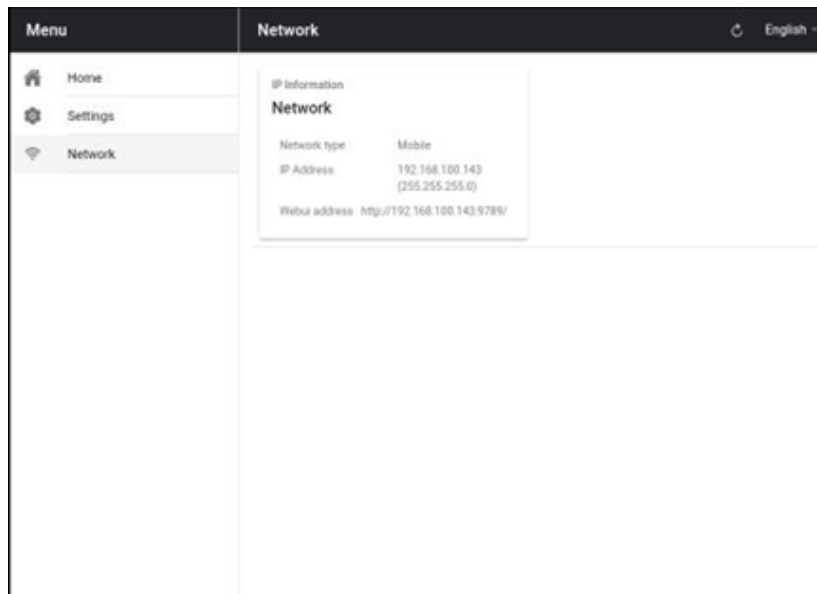 Menu
Network
English
Home
Settings
Network
IP Information
Network
Network type Mobile
IP Address 192.168.100.143
(255.255.255.0)
Webui address http://192.168.100.143:9789/